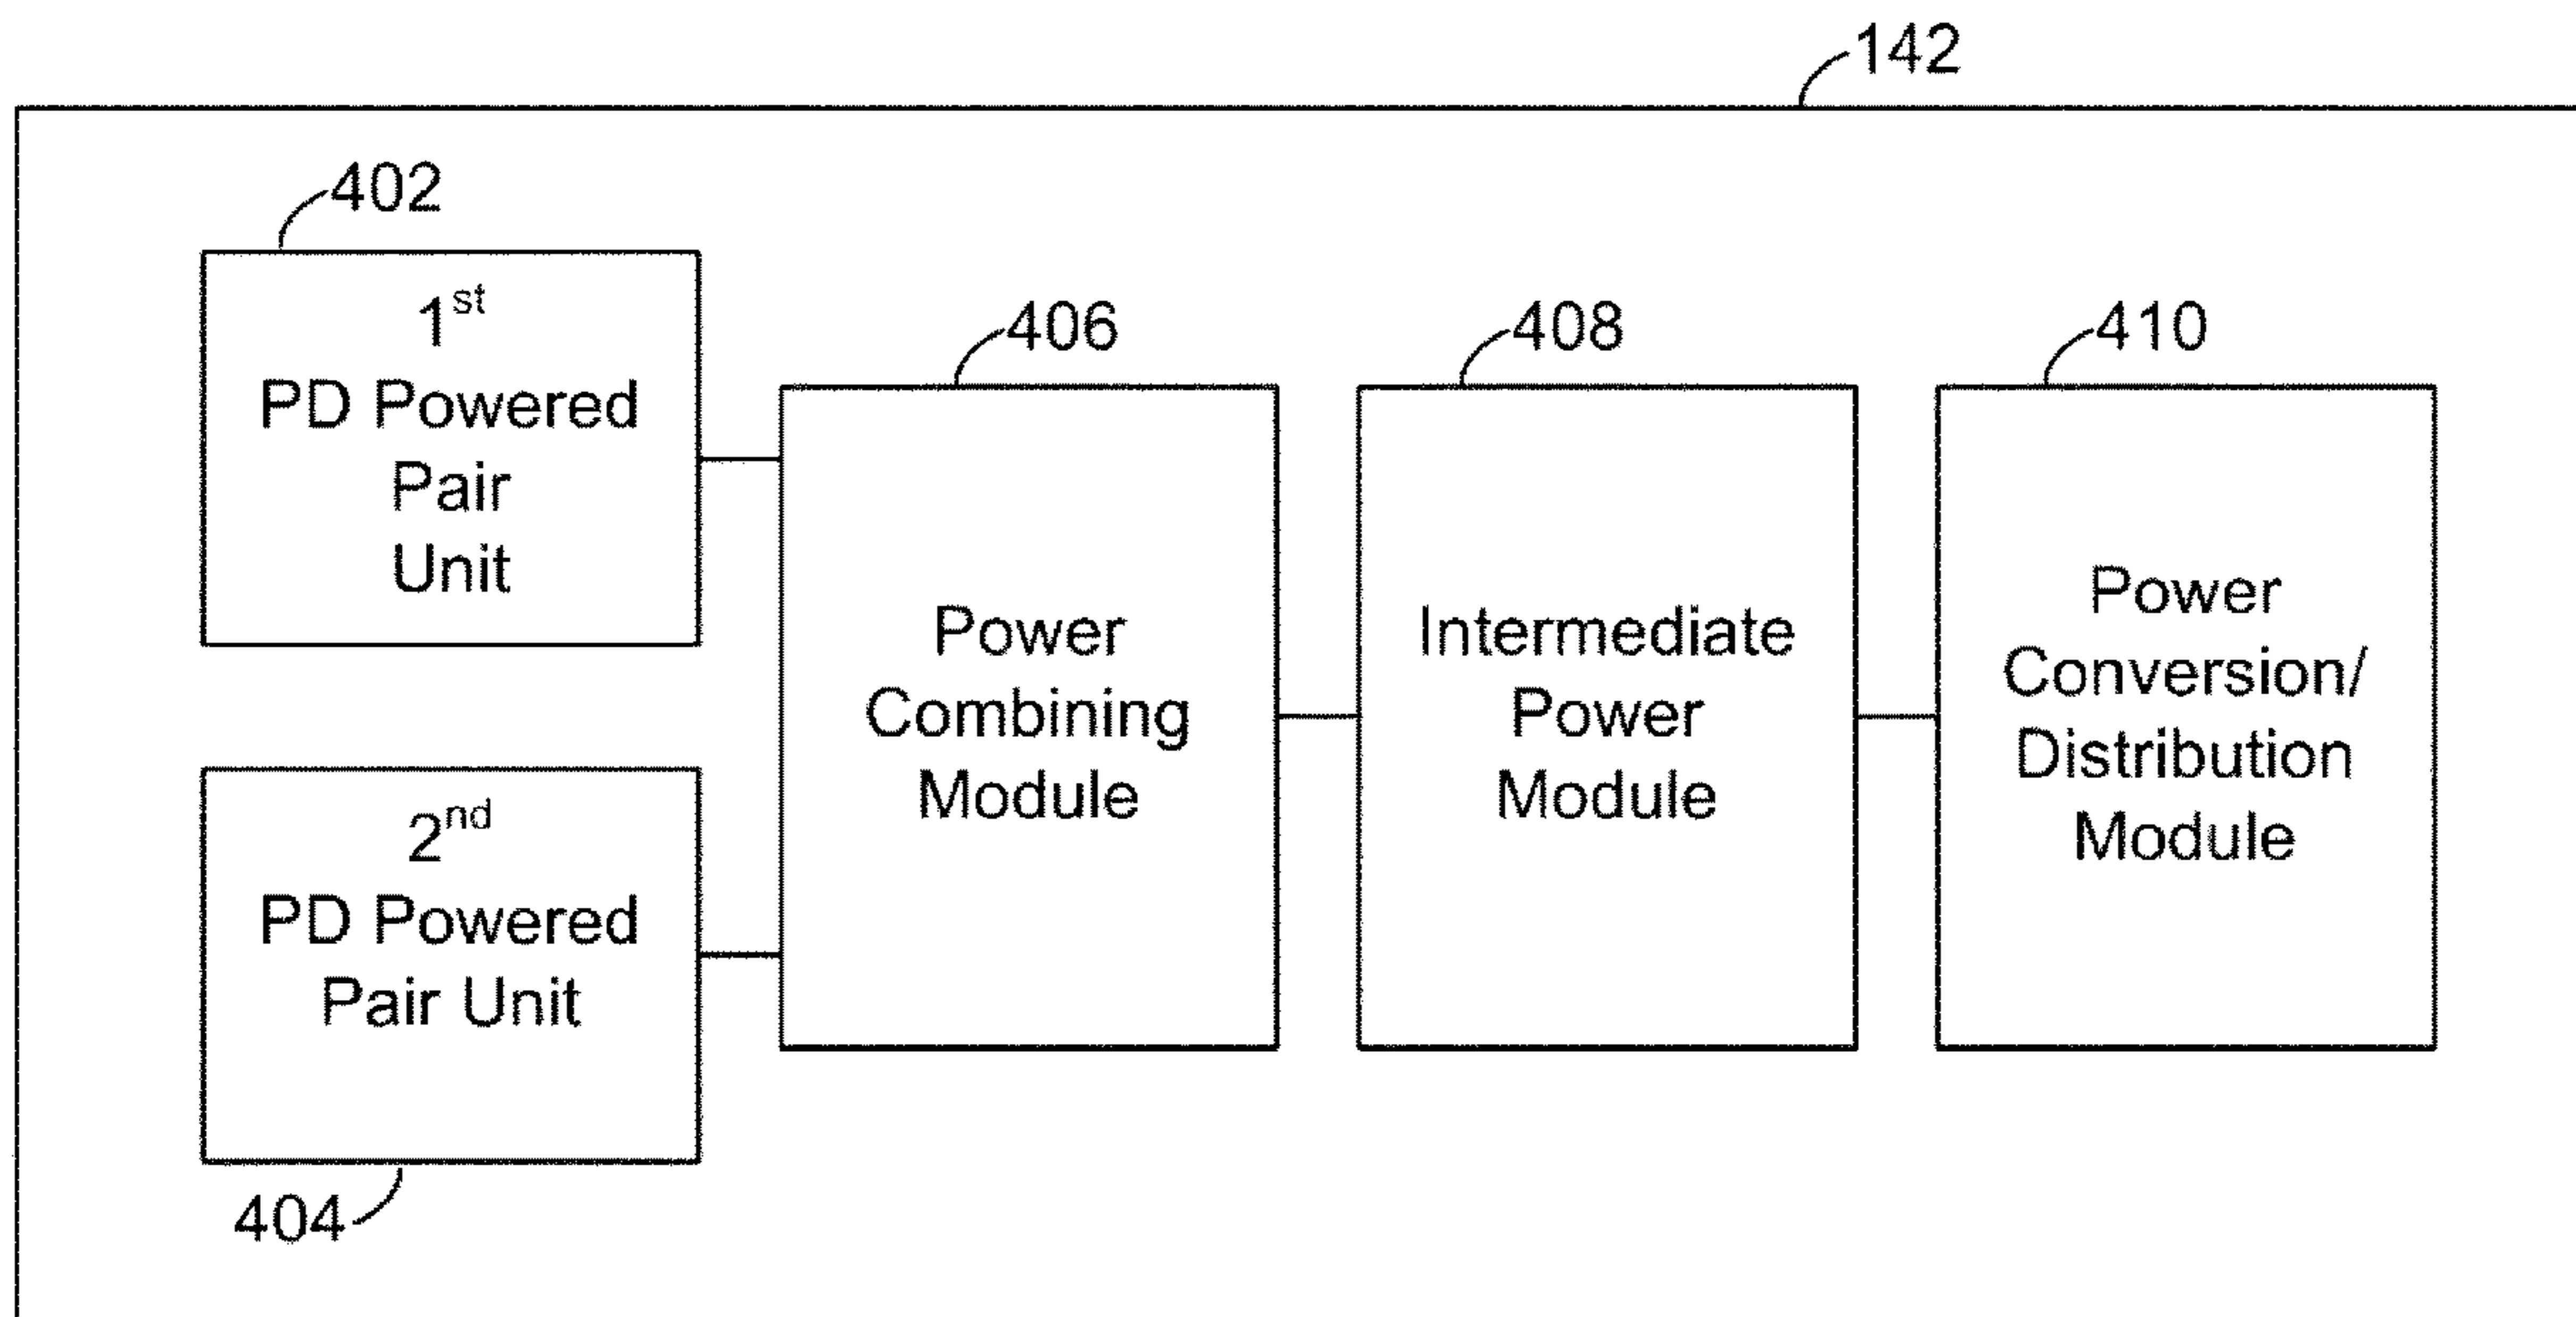 142
402
1st
PD Powered
Pair
Unit
406
Power
Combining
Module
408
Intermediate
Power
Module
410
Power
Conversion/
Distribution
Module
2nd
PD Powered
Pair Unit
404